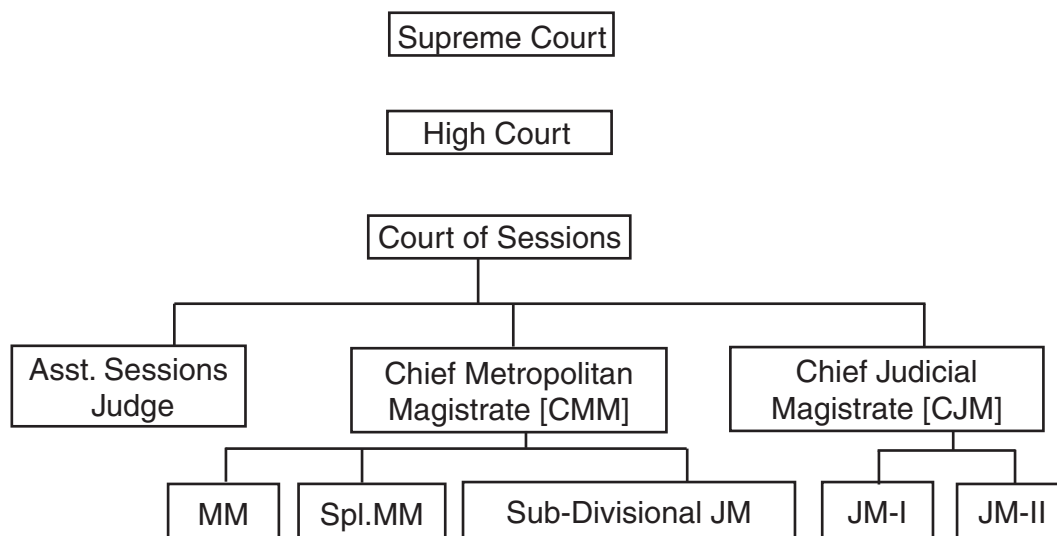 Supreme Court
High Court
Court of Sessions
Asst. Sessions
Judge
Chief Metropolitan
Magistrate [CMM]
Chief Judicial
Magistrate [CJM]
MM
Spl.MM
Sub-Divisional JM
JM-I
JM-II